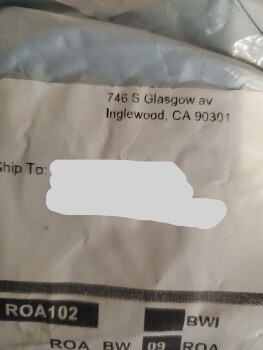 746 S Glasgow av
Inglewood, CA 90301
Ship To:
ROA102
BWI
ROA BW 09 ROA